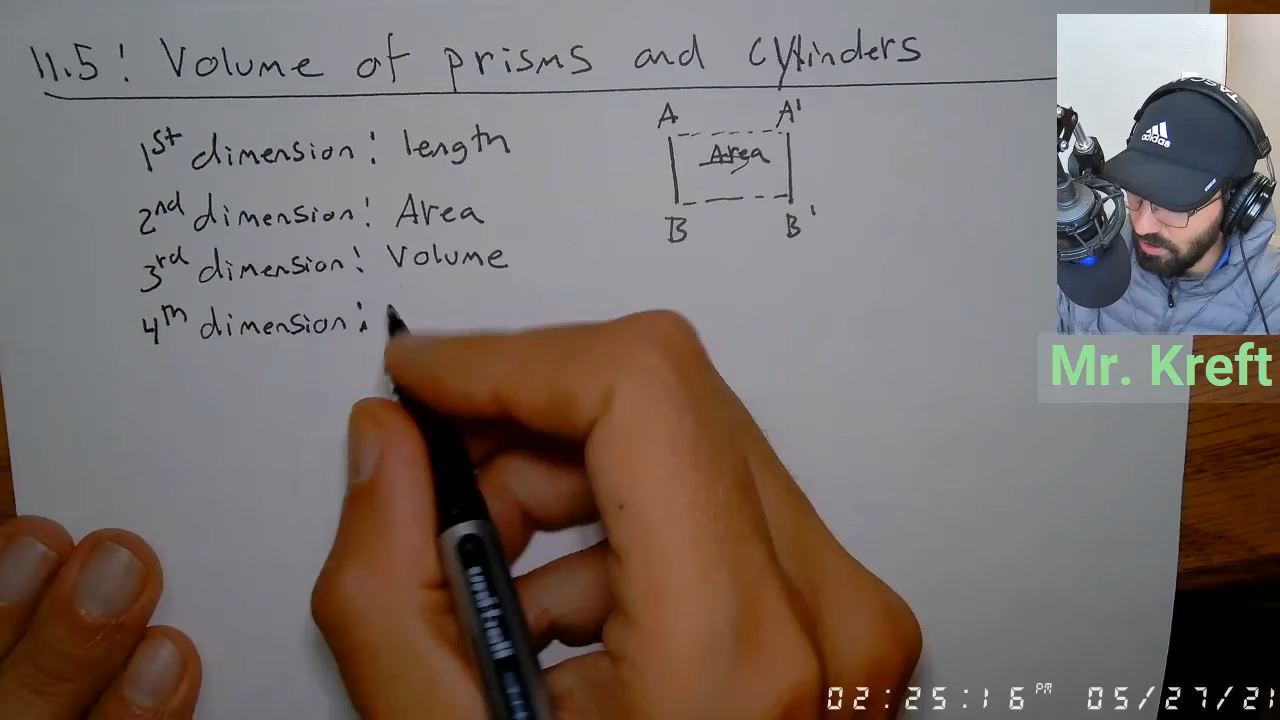 11.5: Volume of prisms and cylinders
1st dimension: length
2nd dimension: Area
3rd dimension: Volume
4th dimension:
A A'
Area
B B'
adidas
Mr. Kreft
uniball
02:25:16 PM 05/27/21